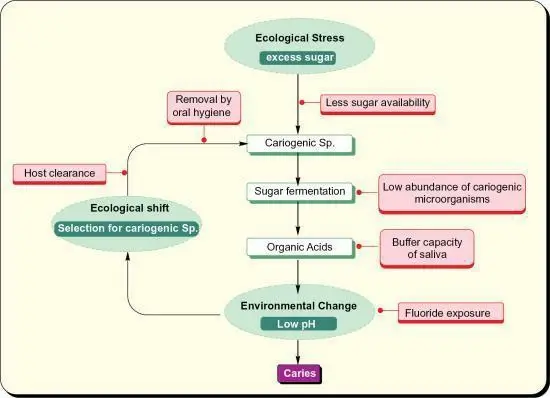 Ecological Stress
excess sugar
Removal by
oral hygiene
Less sugar availability
Cariogenic Sp.
Host clearance
Sugar fermentation
Low abundance of cariogenic
microorganisms
Ecological shift
Selection for cariogenic Sp.
Organic Acids
Buffer capacity
of saliva
Environmental Change
Low pH
Fluoride exposure
Caries